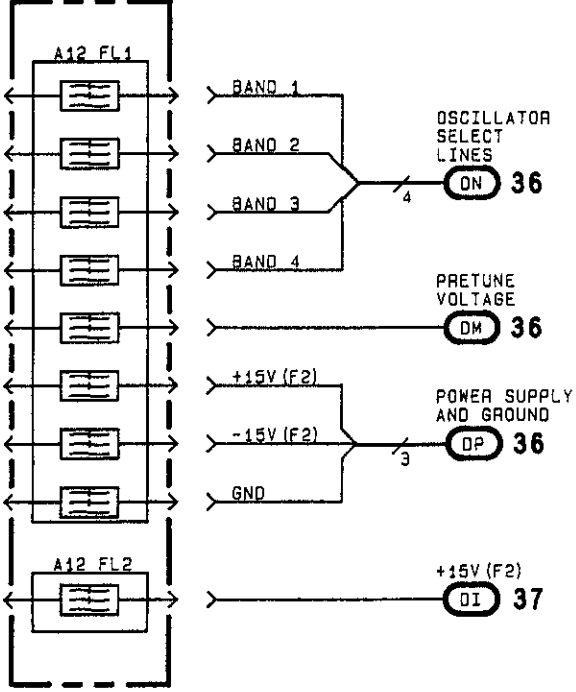 A12 FL1
BAND 1
OSCILLATOR
SELECT
LINES
BAND 2
DN 36
4
BAND 3
BAND 4
PRETUNE
VOLTAGE
DM 36
+15V (F2)
POWER SUPPLY
AND GROUND
-15V (F2)
DP 36
3
GND
A12 FL2
+15V (F2)
DI 37